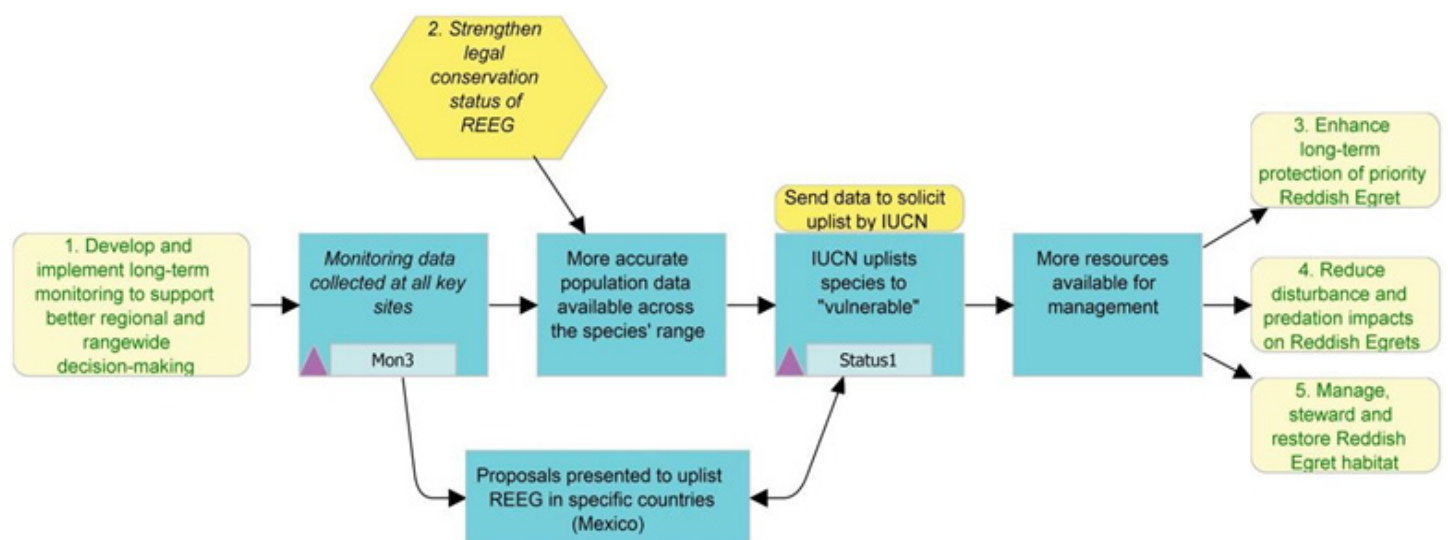 2. Strengthen
legal
conservation
status of
REEG
1. Develop and
implement long-term
monitoring to support
better regional and
rangewide
decision-making
Monitoring data
collected at all key
sites
Mon3
More accurate
population data
available across
the species' range
Send data to solicit
uplist by IUCN
IUCN uplists
species to
"vulnerable"
Status1
More resources
available for
management
3. Enhance
long-term
protection of priority
Reddish Egret
4. Reduce
disturbance and
predation impacts
on Reddish Egrets
5. Manage,
steward and
restore Reddish
Egret habitat
Proposals presented to uplist
REEG in specific countries
(Mexico)